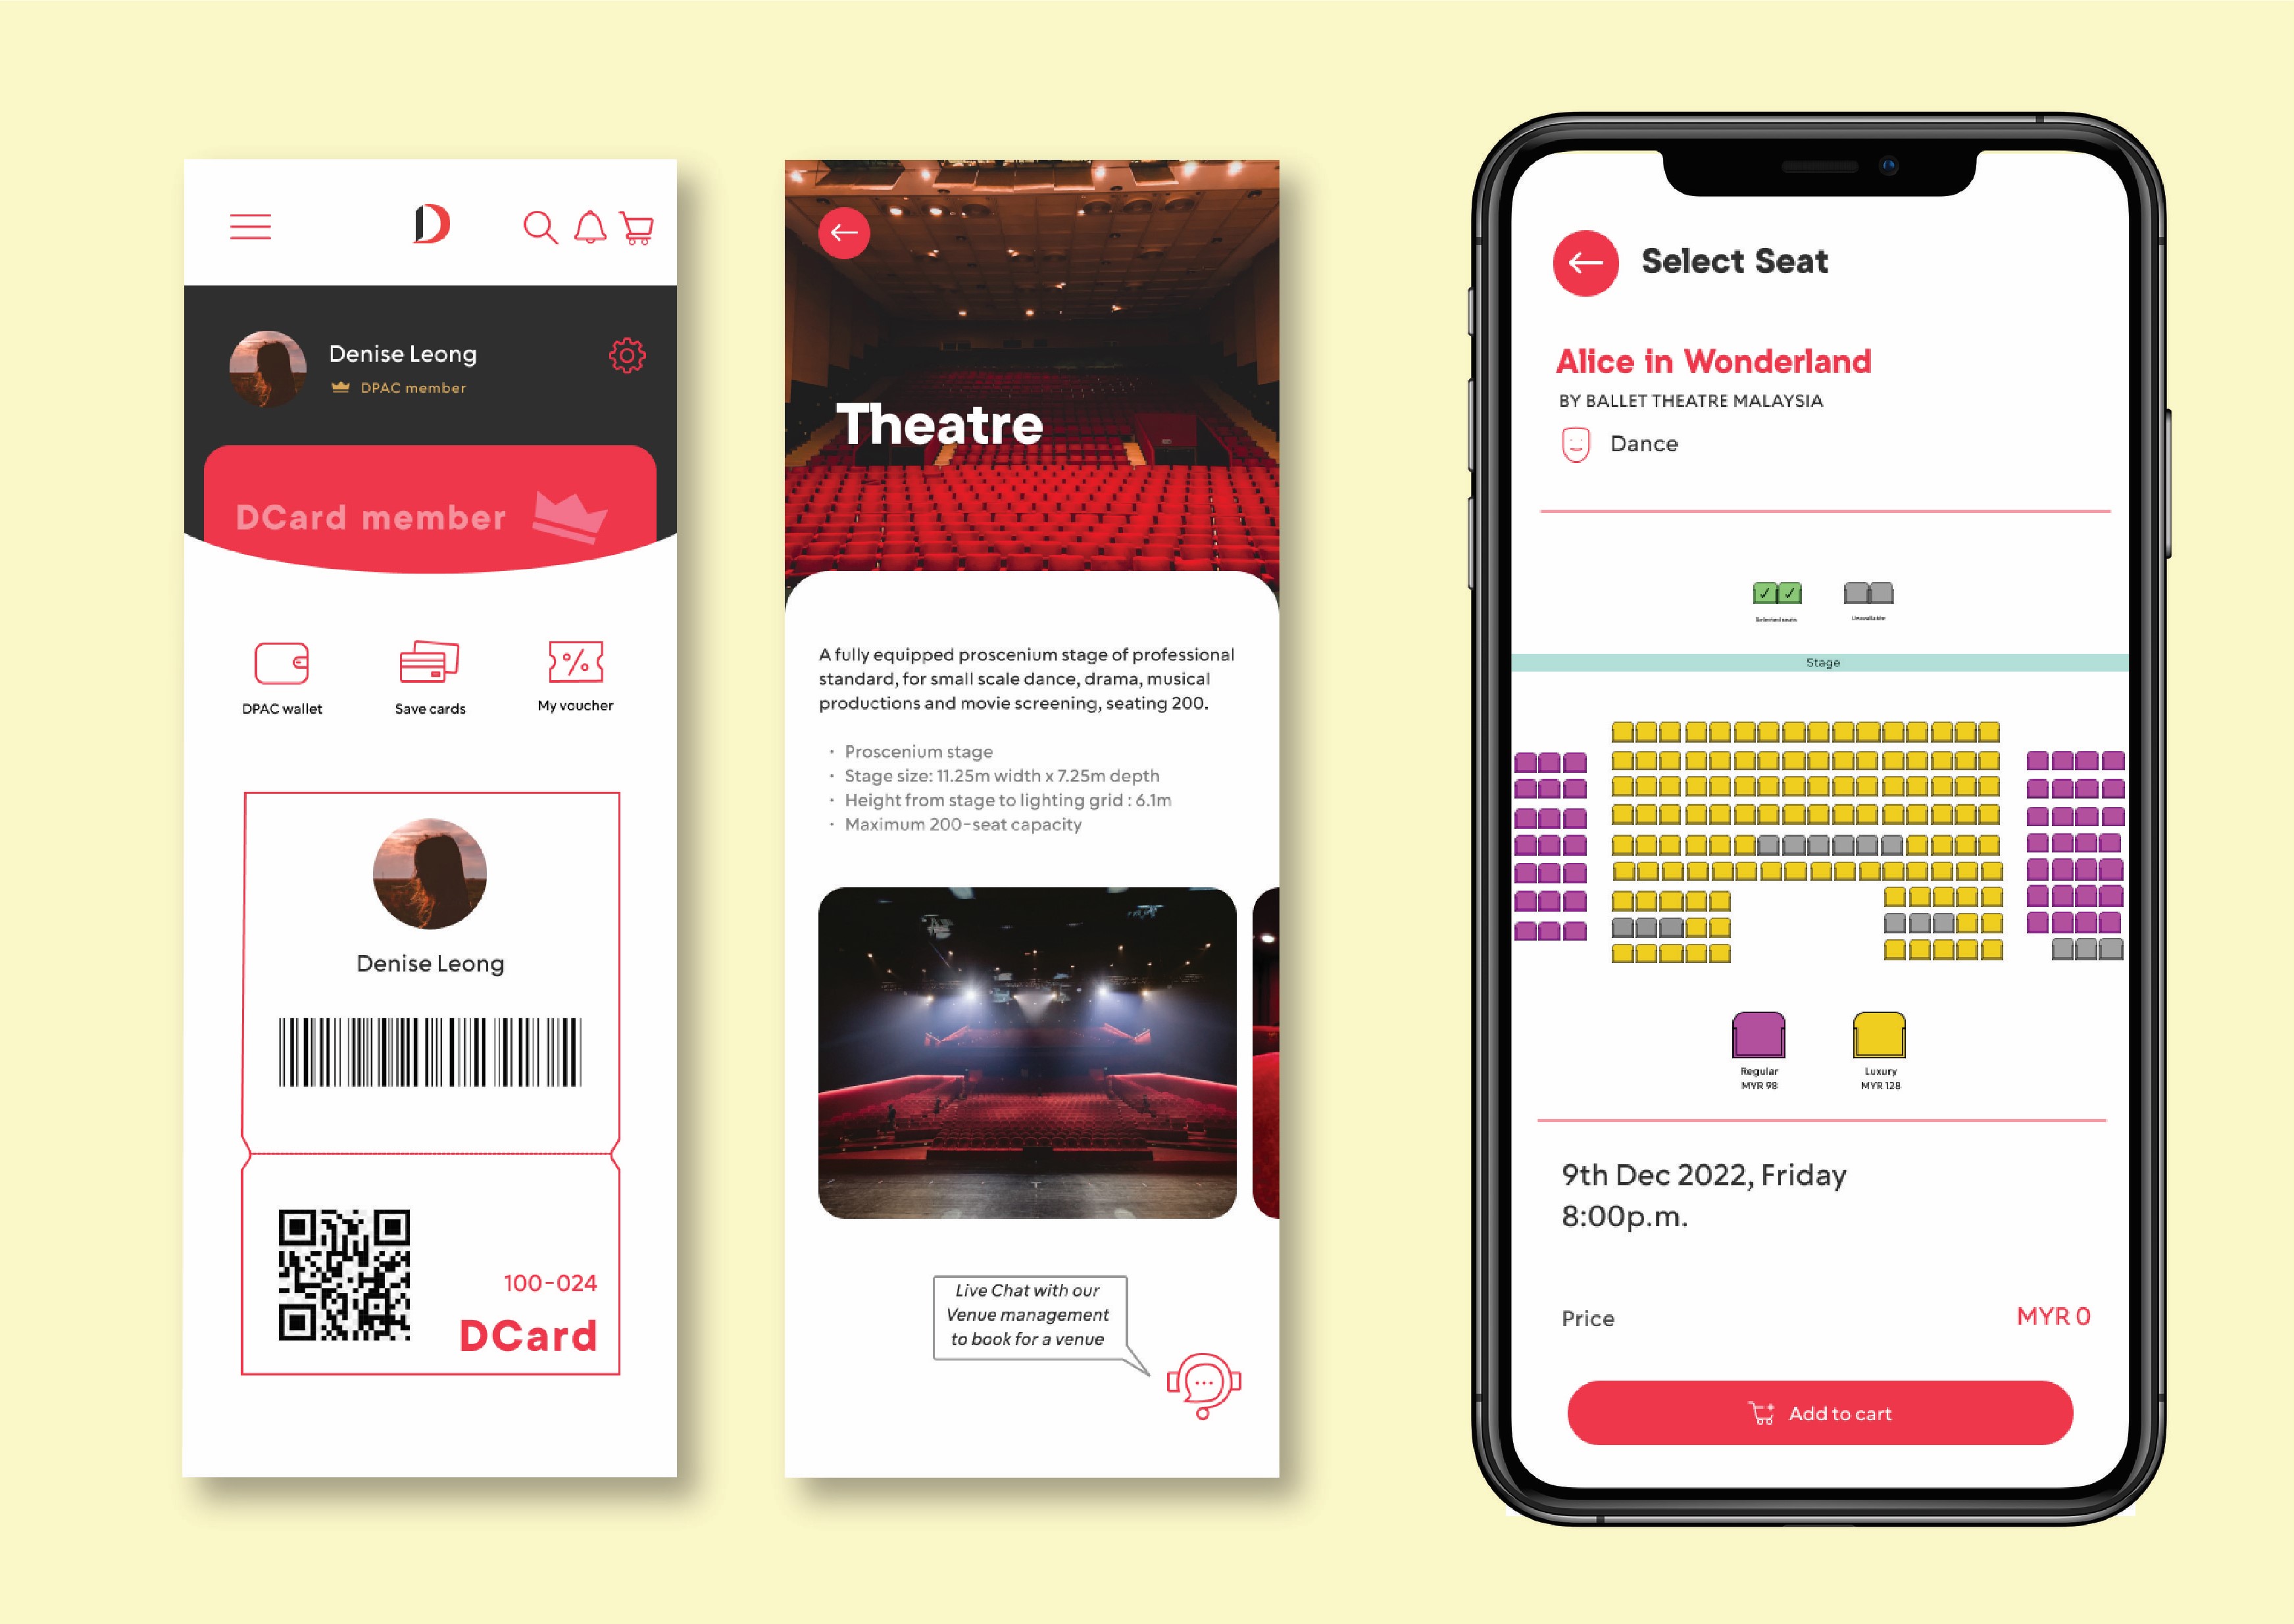 Denise Leong
DPAC member
DCard member
DPAC wallet
Save cards
My voucher
Denise Leong
100-024
DCard
Theatre
A fully equipped proscenium stage of professional
standard, for small scale dance, drama, musical
productions and movie screening, seating 200.
• Proscenium stage
• Stage size: 11.25m width x 7.25m depth
• Height from stage to lighting grid : 6.1m
• Maximum 200-seat capacity
Live Chat with our
Venue management
to book for a venue
Select Seat
Alice in Wonderland
BY BALLET THEATRE MALAYSIA
Dance
Selected seats
Unavailable
Stage
Regular
MYR 98
Luxury
MYR 128
9th Dec 2022, Friday
8:00p.m.
Price
MYR 0
Add to cart